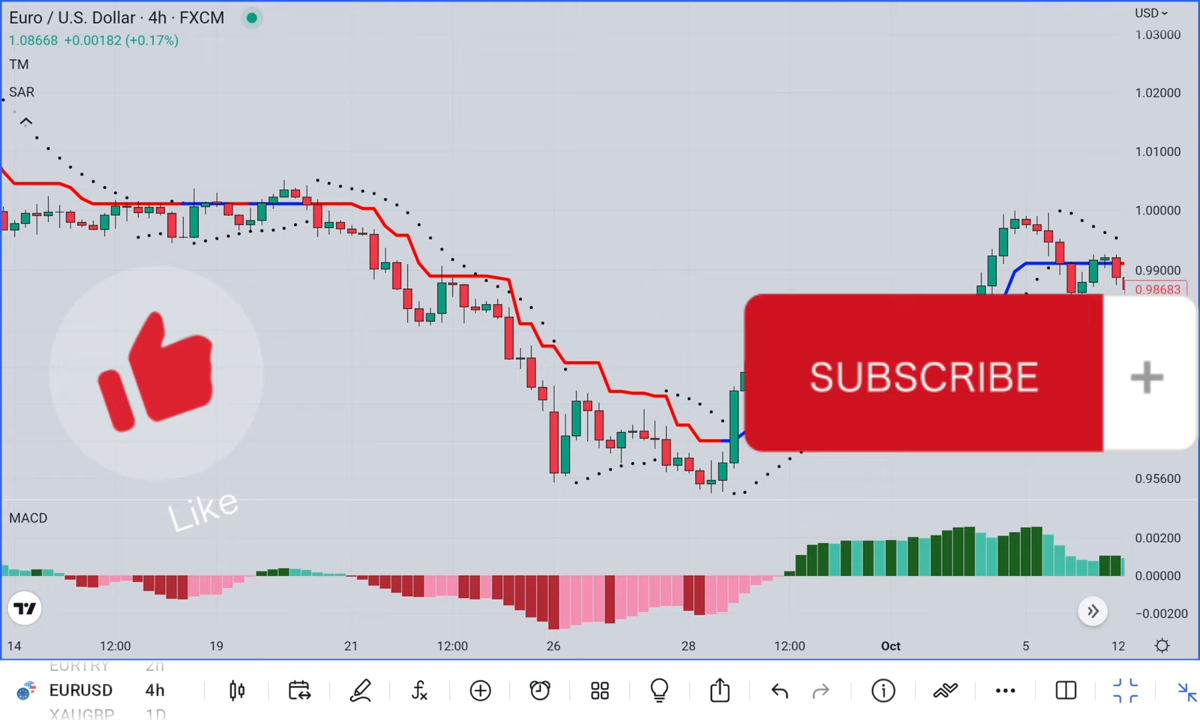 Euro / U.S. Dollar · 4h · FXCM
1.08668 +0.00182 (+0.17%)
TM
SAR
USD
1.03000
1.02000
1.01000
1.00000
0.99000
0.98683
SUBSCRIBE +
Like
0.95600
MACD
0.00200
0.00000
−0.00200
14 12:00 19 21 12:00 26 28 12:00 Oct 5 12
EURTRY 2h
EURUSD 4h
XAUGBP 1D